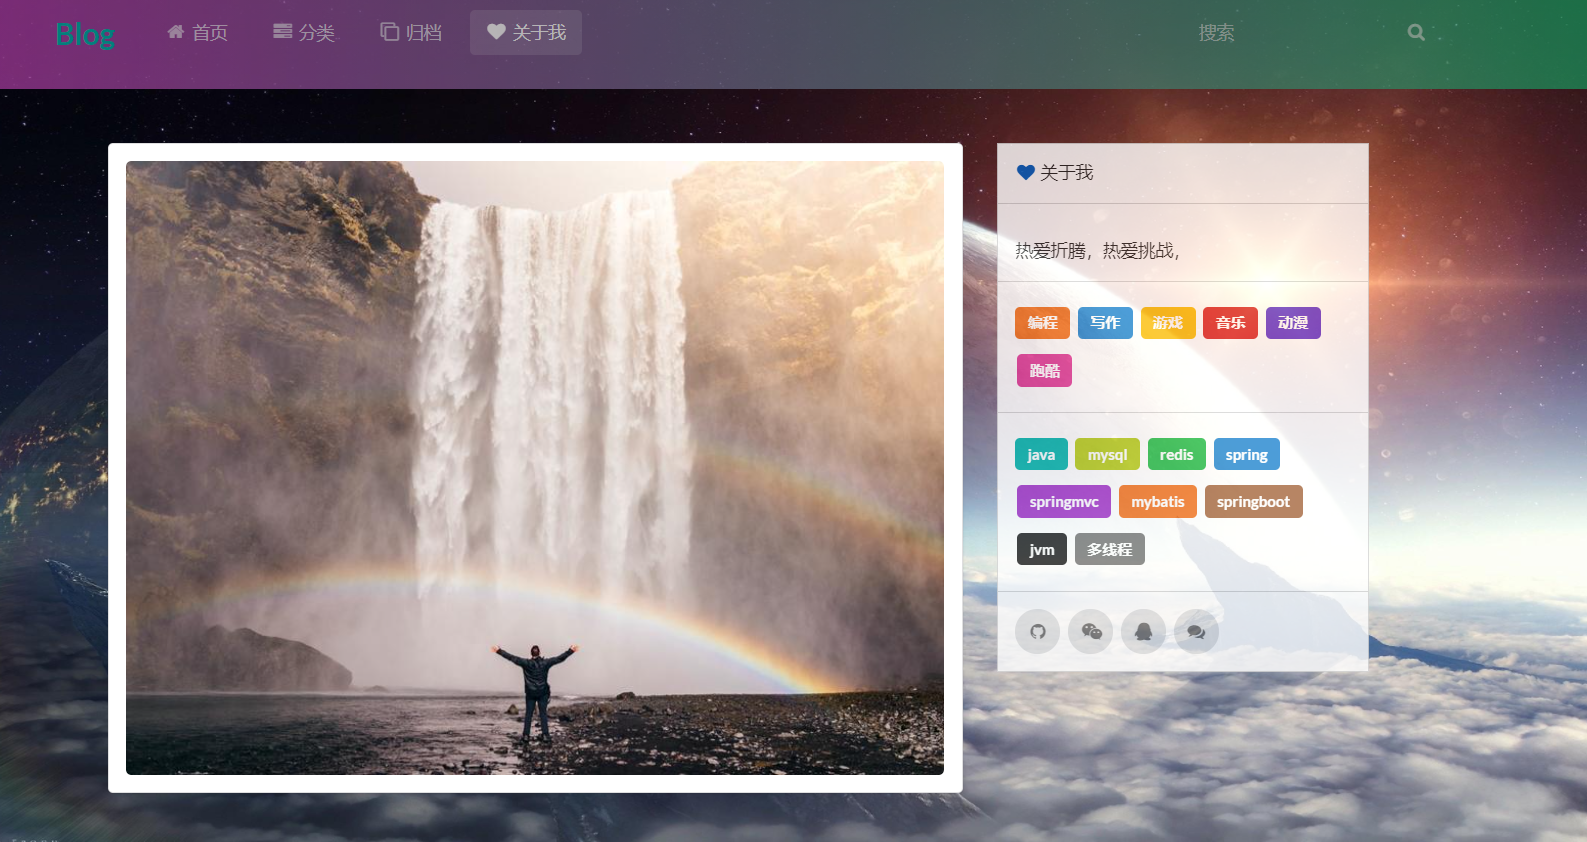 Blog 首页 分类 归档 关于我 搜索
关于我
热爱折腾，热爱挑战，
编程 写作 游戏 音乐 动漫
跑酷
java mysql redis spring
springmvc mybatis springboot
jvm 多线程